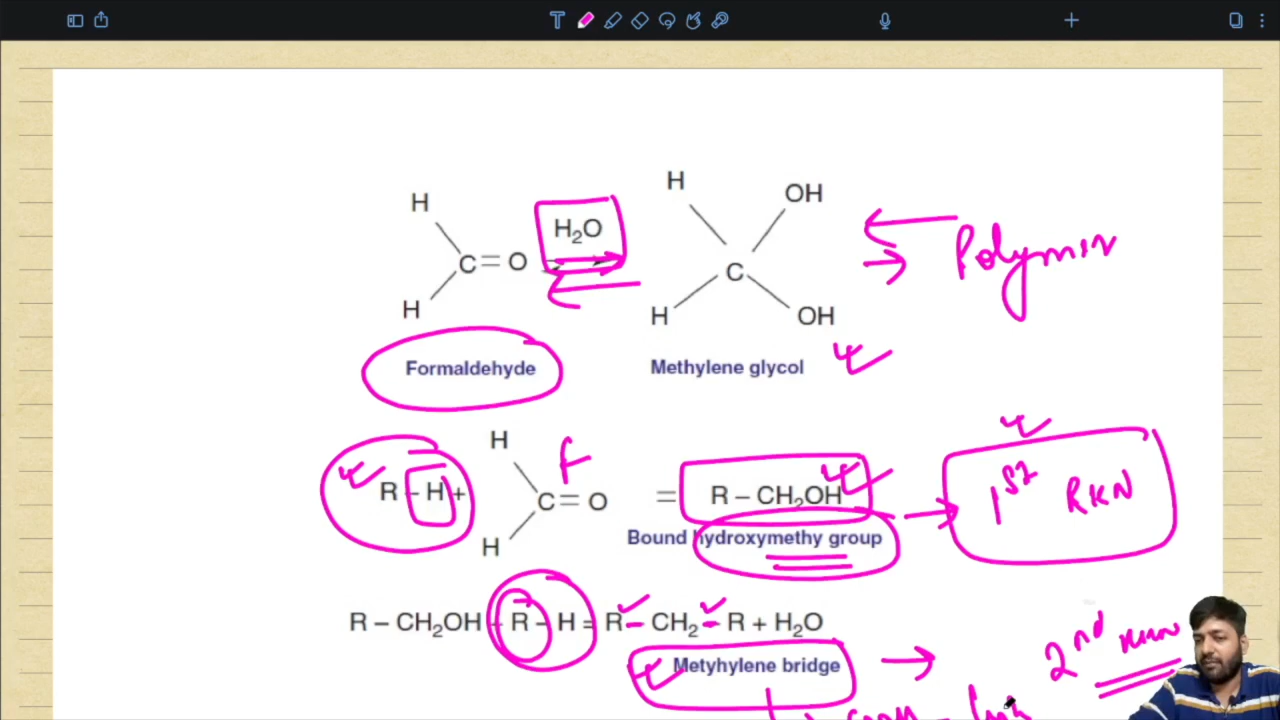 H
OH
H
H₂O
C = O
C
Polymer
H
H
OH
Formaldehyde
Methylene glycol
H
F
R – H + C = O = R – CH₂OH
1st RXN
H
Bound hydroxymethy group
R – CH₂OH + R – H = R – CH₂ – R + H₂O
2nd RXN
Metyhylene bridge